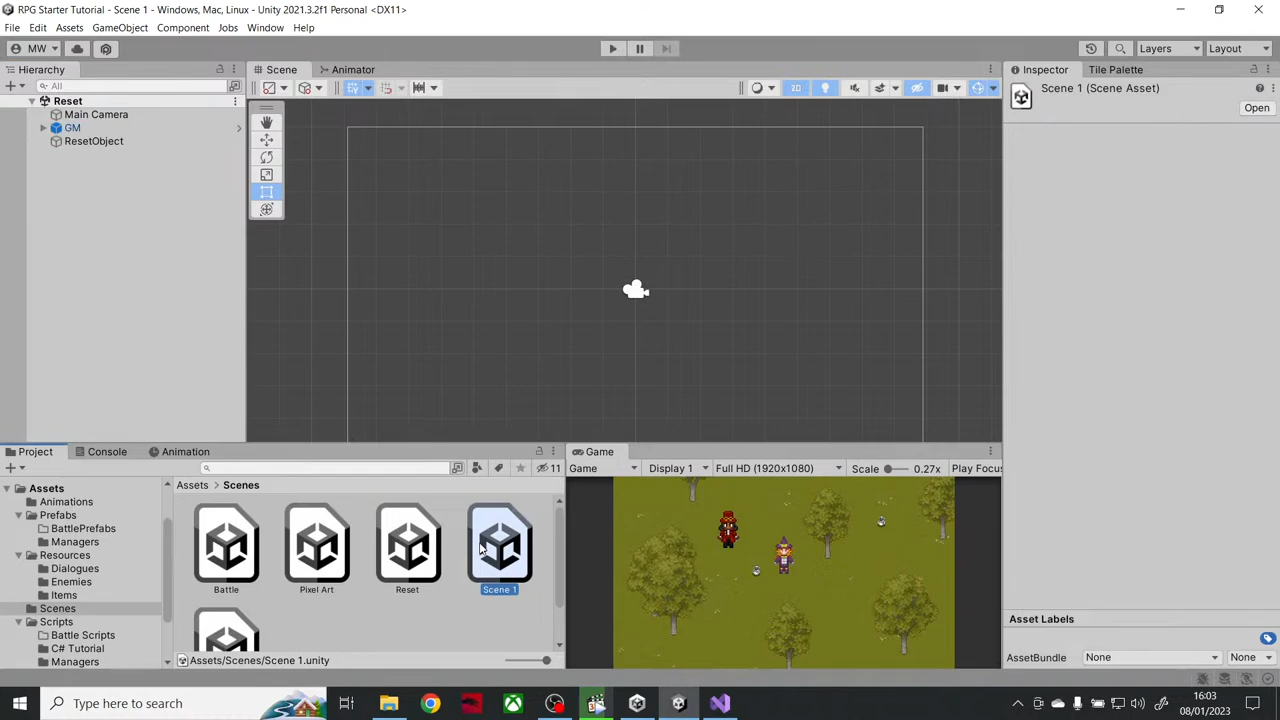 RPG Starter Tutorial - Scene 1 - Windows, Mac, Linux - Unity 2021.3.2f1 Personal <DX11>
File Edit Assets GameObject Component Jobs Window Help
MW Layers Layout
Hierarchy Scene Animator Inspector Tile Palette
All 2D Scene 1 (Scene Asset)
Reset Open
Main Camera
GM
ResetObject
Project Console Animation Game
11 Game Display 1 Full HD (1920x1080) Scale 0.27x Play Focus
Assets Assets > Scenes
Animations
Prefabs
BattlePrefabs
Managers
Resources
Dialogues
Enemies
Items
Scenes
Scripts
Battle Scripts
C# Tutorial
Managers
Battle Pixel Art Reset Scene 1
Assets/Scenes/Scene 1.unity
Asset Labels
AssetBundle None None
Type here to search
16:03
08/01/2023